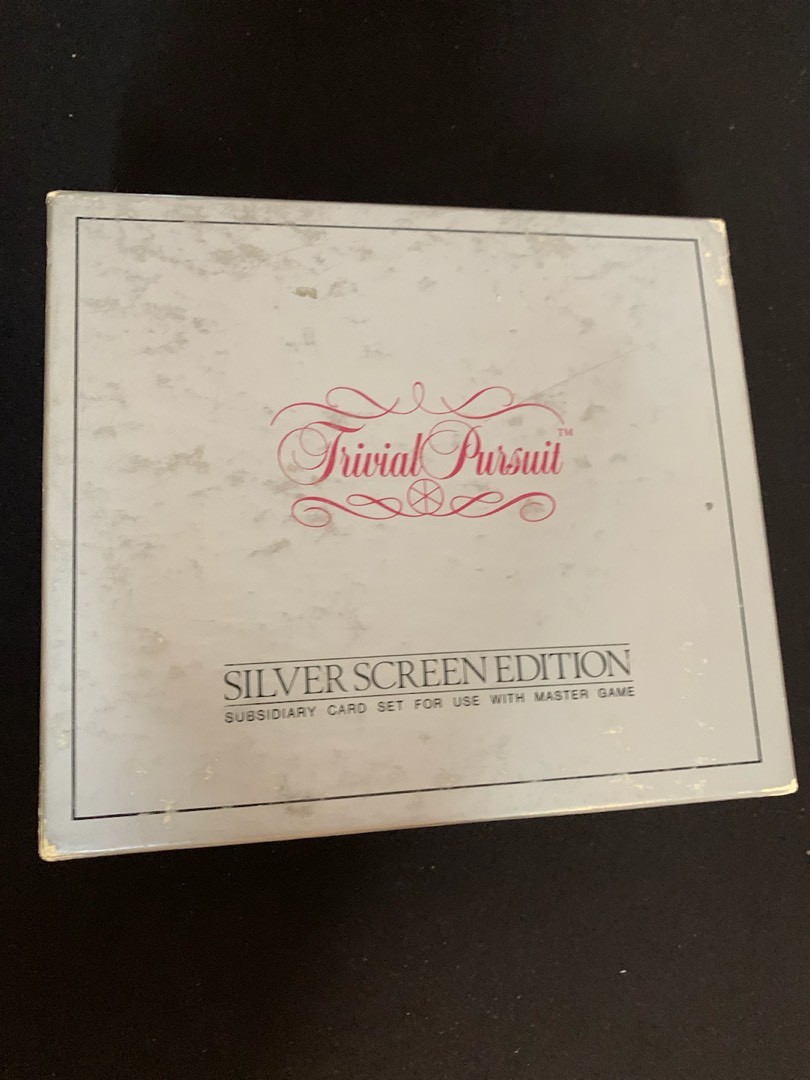 Trivial Pursuit™
SILVER SCREEN EDITION
SUBSIDIARY CARD SET FOR USE WITH MASTER GAME